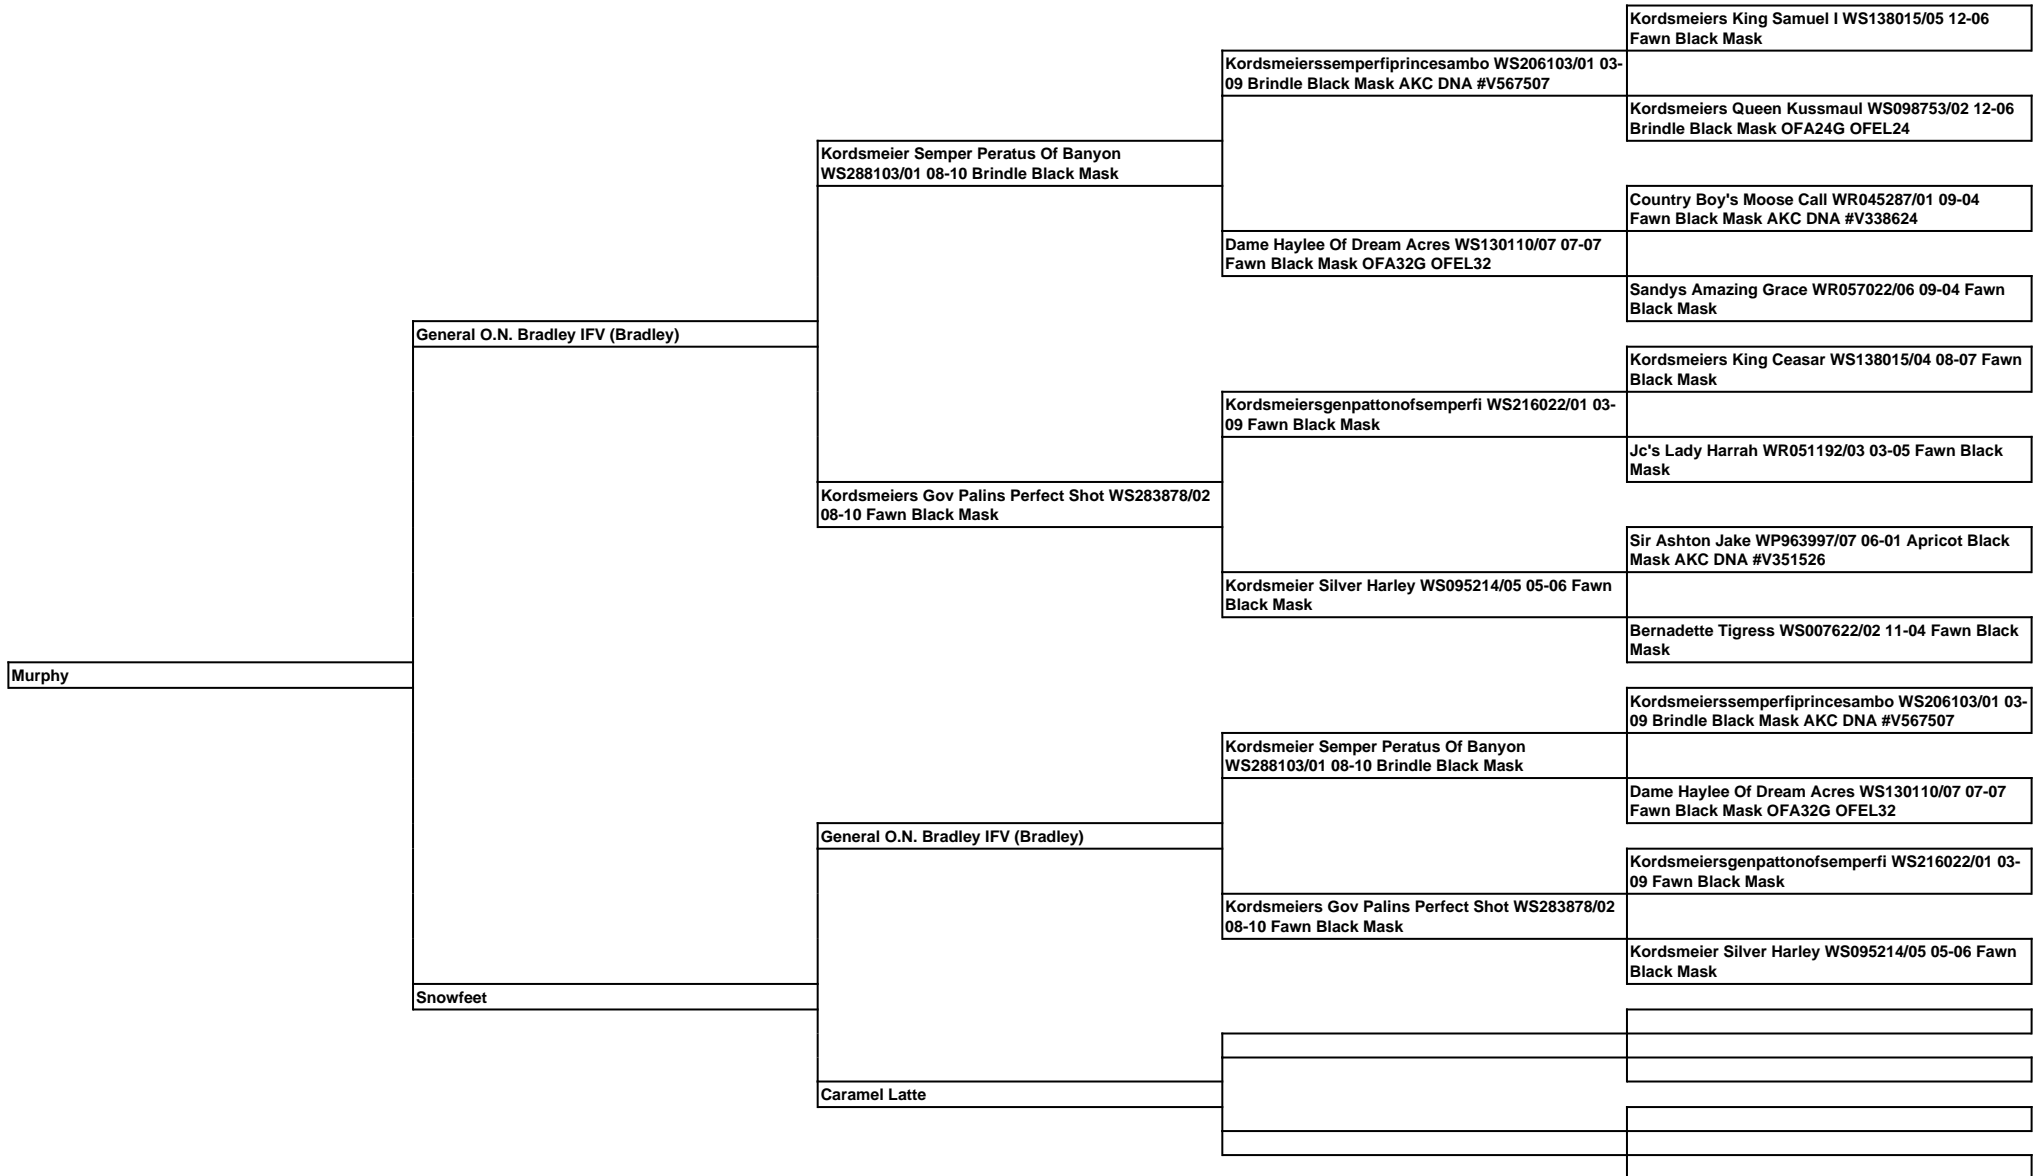 Kordsmeiers King Samuel I WS138015/05 12-06
Fawn Black Mask
Kordsmeierssemperfiprincesambo WS206103/01 03-
09 Brindle Black Mask AKC DNA #V567507
Kordsmeiers Queen Kussmaul WS098753/02 12-06
Brindle Black Mask OFA24G OFEL24
Kordsmeier Semper Peratus Of Banyon
WS288103/01 08-10 Brindle Black Mask
Country Boy's Moose Call WR045287/01 09-04
Fawn Black Mask AKC DNA #V338624
Dame Haylee Of Dream Acres WS130110/07 07-07
Fawn Black Mask OFA32G OFEL32
Sandys Amazing Grace WR057022/06 09-04 Fawn
Black Mask
General O.N. Bradley IFV (Bradley)
Kordsmeiers King Ceasar WS138015/04 08-07 Fawn
Black Mask
Kordsmeiersgenpattonofsemperfi WS216022/01 03-
09 Fawn Black Mask
Jc's Lady Harrah WR051192/03 03-05 Fawn Black
Mask
Kordsmeiers Gov Palins Perfect Shot WS283878/02
08-10 Fawn Black Mask
Sir Ashton Jake WP963997/07 06-01 Apricot Black
Mask AKC DNA #V351526
Kordsmeier Silver Harley WS095214/05 05-06 Fawn
Black Mask
Bernadette Tigress WS007622/02 11-04 Fawn Black
Mask
Murphy
Kordsmeierssemperfiprincesambo WS206103/01 03-
09 Brindle Black Mask AKC DNA #V567507
Kordsmeier Semper Peratus Of Banyon
WS288103/01 08-10 Brindle Black Mask
Dame Haylee Of Dream Acres WS130110/07 07-07
Fawn Black Mask OFA32G OFEL32
General O.N. Bradley IFV (Bradley)
Kordsmeiersgenpattonofsemperfi WS216022/01 03-
09 Fawn Black Mask
Kordsmeiers Gov Palins Perfect Shot WS283878/02
08-10 Fawn Black Mask
Kordsmeier Silver Harley WS095214/05 05-06 Fawn
Black Mask
Snowfeet
Caramel Latte